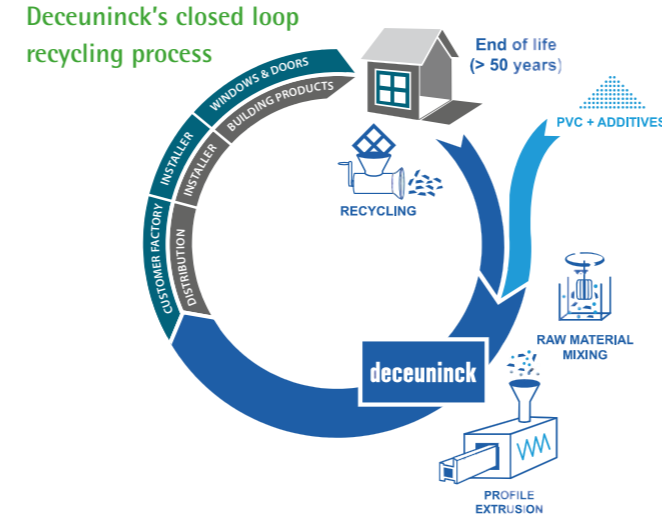 Deceuninck's closed loop
recycling process
WINDOWS & DOORS
BUILDING PRODUCTS
INSTALLER
INSTALLER
CUSTOMER FACTORY
DISTRIBUTION
End of life
(> 50 years)
PVC + ADDITIVES
RECYCLING
RAW MATERIAL
MIXING
deceuninck
PROFILE
EXTRUSION